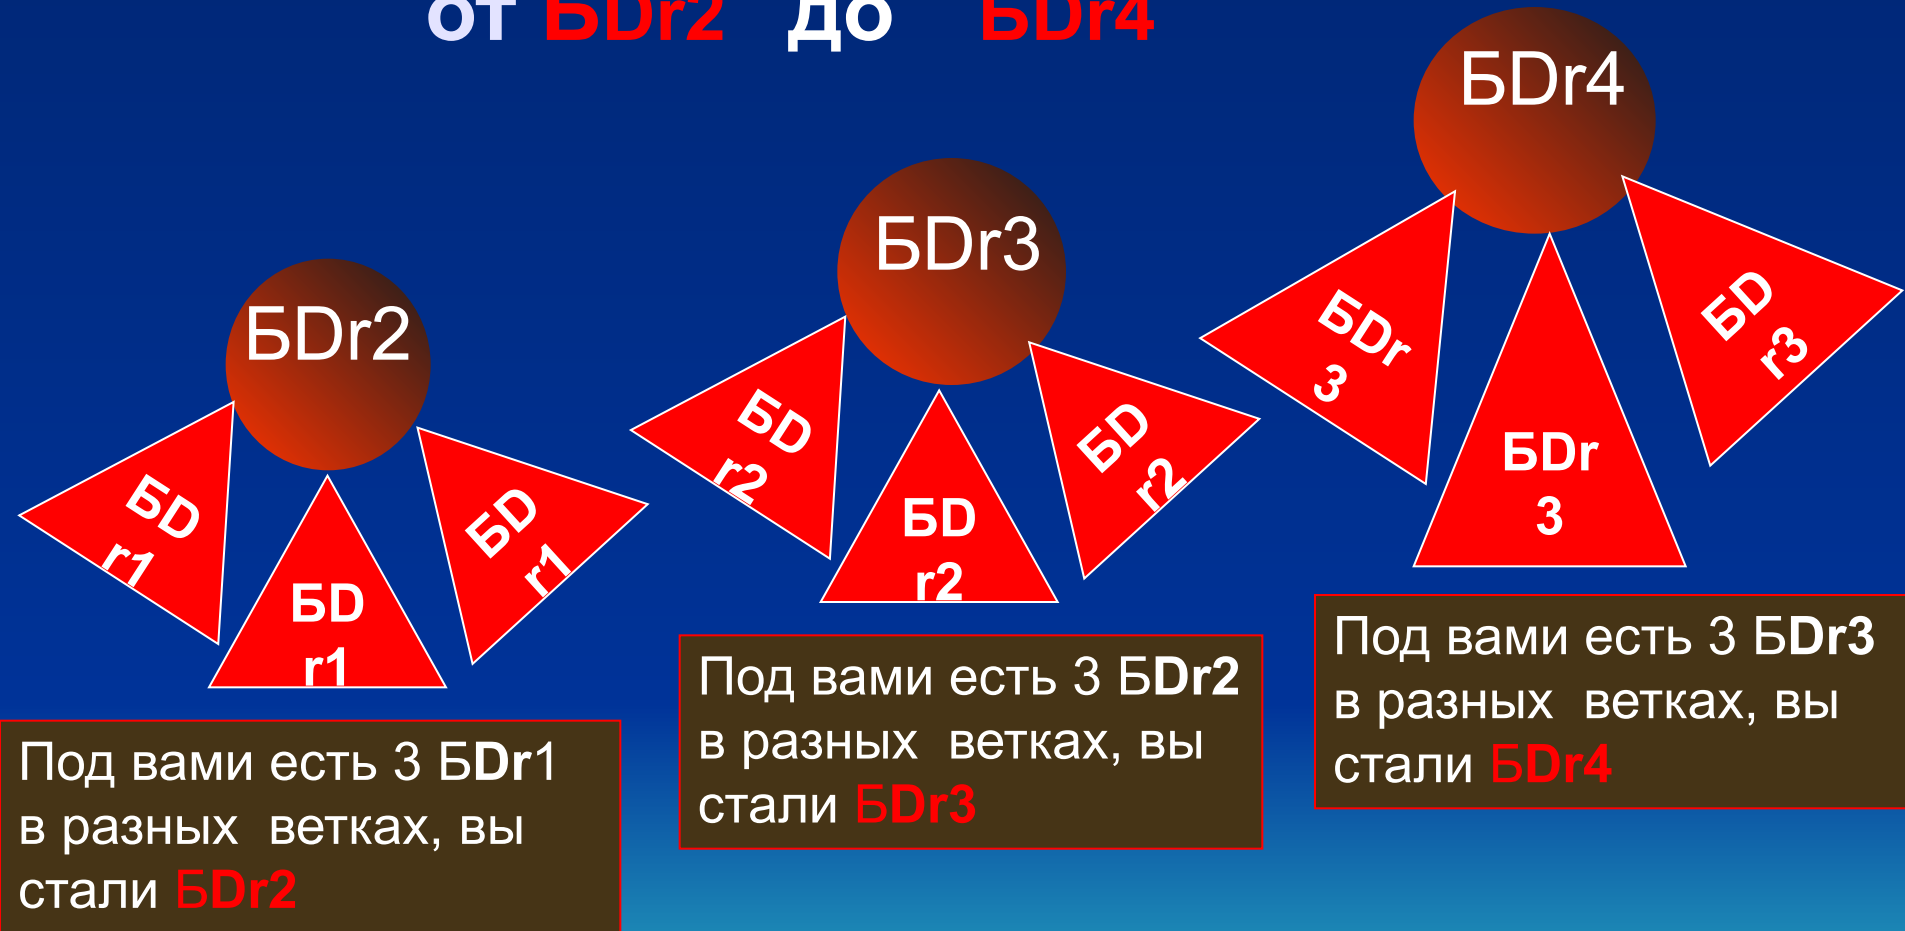 от БDr2 до БDr4
БDr4
БDr3
БDr2
БDr
3
БDr
3
БD
r3
БD
r2
БD
r2
БD
r2
БD
r1
БD
r1
БD
r1
Под вами есть 3 БDr1
в разных ветках, вы
стали БDr2
Под вами есть 3 БDr2
в разных ветках, вы
стали БDr3
Под вами есть 3 БDr3
в разных ветках, вы
стали БDr4